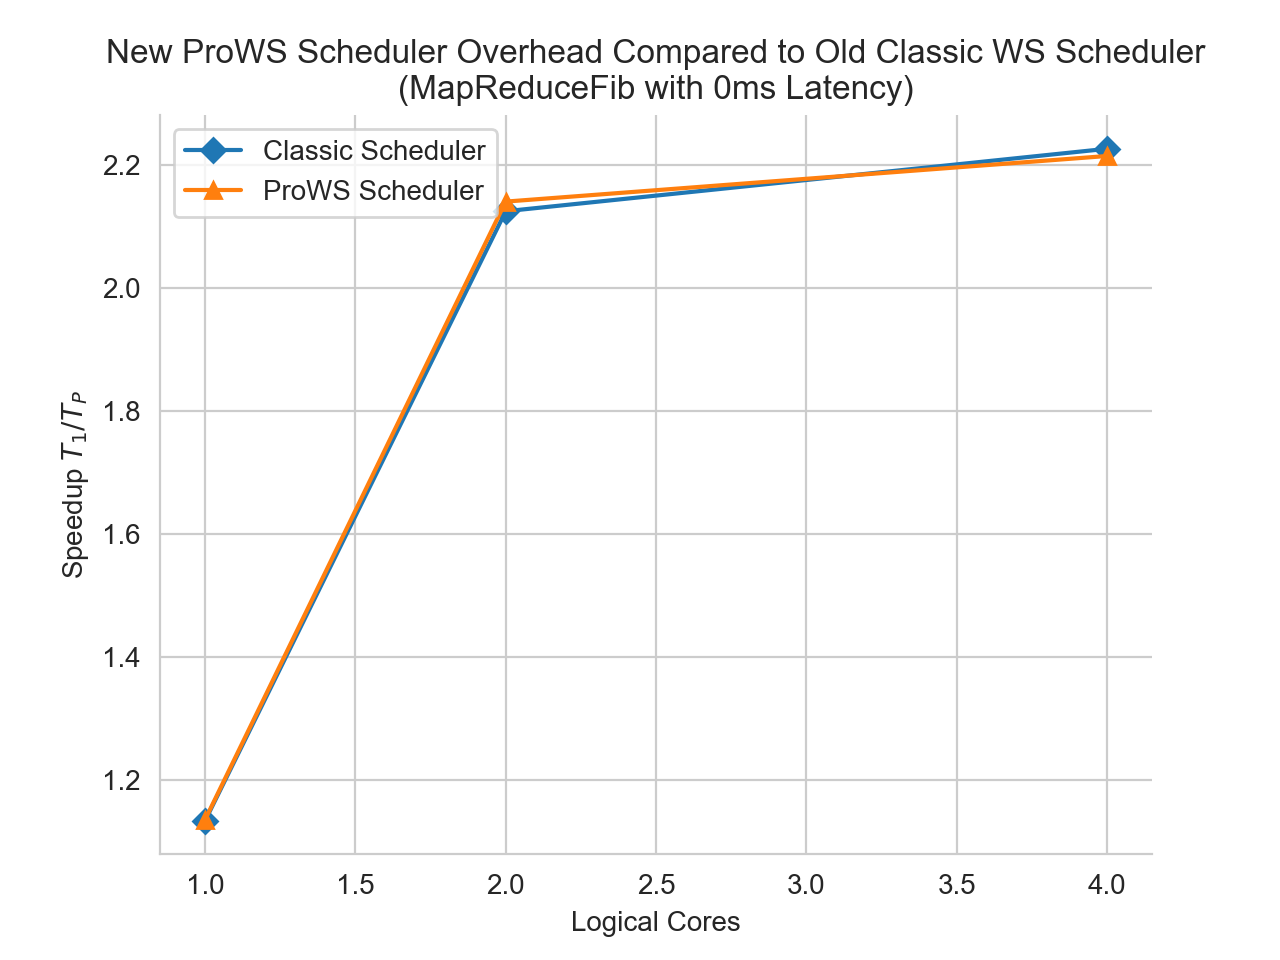 New ProWS Scheduler Overhead Compared to Old Classic WS Scheduler
(MapReduceFib with 0ms Latency)
Classic Scheduler
ProWS Scheduler
2.2
2.0
1.8
1.6
1.4
1.2
Speedup T₁/T_P
1.0 1.5 2.0 2.5 3.0 3.5 4.0
Logical Cores